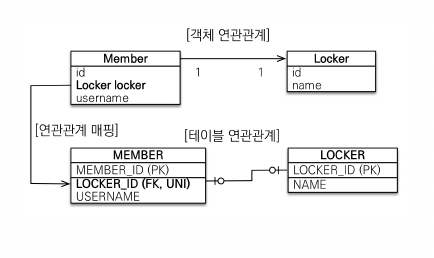 [객체 연관관계]
Member
id
Locker locker
username
1 1
Locker
id
name
[연관관계 매핑]
[테이블 연관관계]
MEMBER
MEMBER_ID (PK)
LOCKER_ID (FK, UNI)
USERNAME
LOCKER
LOCKER_ID (PK)
NAME